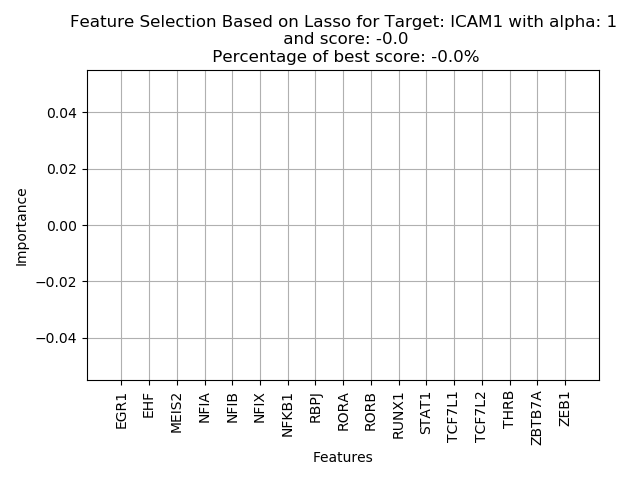 Feature Selection Based on Lasso for Target: ICAM1 with alpha: 1
and score: -0.0
Percentage of best score: -0.0%
Importance
0.04
0.02
0.00
−0.02
−0.04
EGR1
EHF
MEIS2
NFIA
NFIB
NFIX
NFKB1
RBPJ
RORA
RORB
RUNX1
STAT1
TCF7L1
TCF7L2
THRB
ZBTB7A
ZEB1
Features